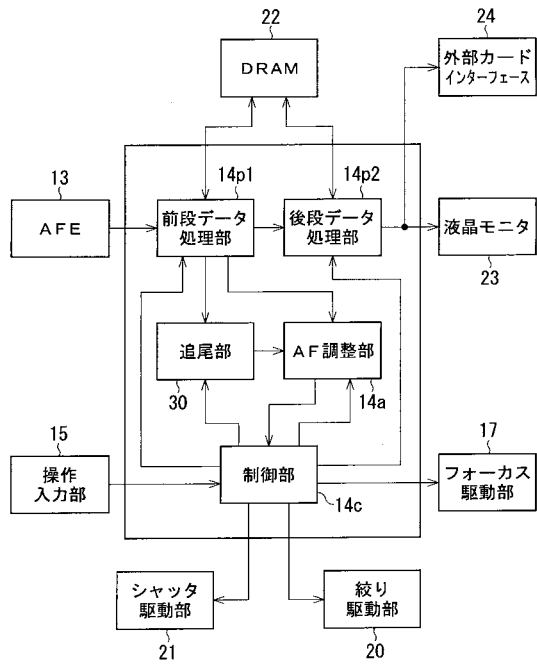 22
DRAM
24
外部カード
インターフェース
13
AFE
14p1
前段データ
処理部
14p2
後段データ
処理部
液晶モニタ
23
追尾部
30
AF調整部
14a
15
操作
入力部
制御部
14c
17
フォーカス
駆動部
シャッタ
駆動部
21
絞り
駆動部
20